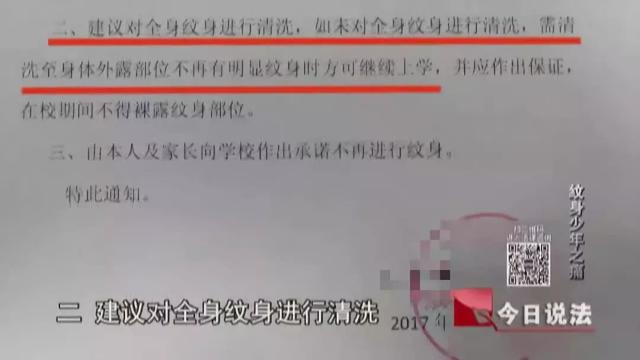 二、建议对全身纹身进行清洗，如未对全身纹身进行清洗，需清
洗至身体外露部位不再有明显纹身时方可继续上学，并应作出保证，
在校期间不得裸露纹身部位。
三、由本人及家长向学校作出承诺不再进行纹身。
特此通知。
纹身少年之痛
2017 年
二 建议对全身纹身进行清洗
今日说法